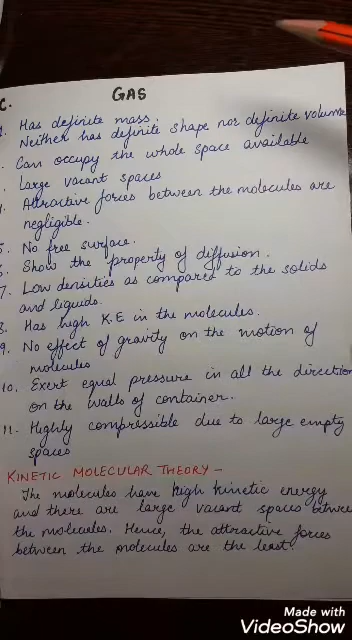 C.
GAS
1. Has definite mass.
Neither has definite shape nor definite volume
. Can occupy the whole space available
. Large vacant spaces
4. Attractive forces between the molecules are
negligible.
5. No free surface.
6. Show the property of diffusion.
7. Low densities as compared to the solids
and liquids.
8. Has high K.E in the molecules.
9. No effect of gravity on the motion of
molecules
10. Exert equal pressure in all the direction
on the walls of container.
11. Highly compressible due to large empty
spaces
KINETIC MOLECULAR THEORY –
The molecules have high kinetic energy
and there are large vacant spaces betwee
the molecules. Hence, the attractive forces
between the molecules are the least.
Made with
VideoShow